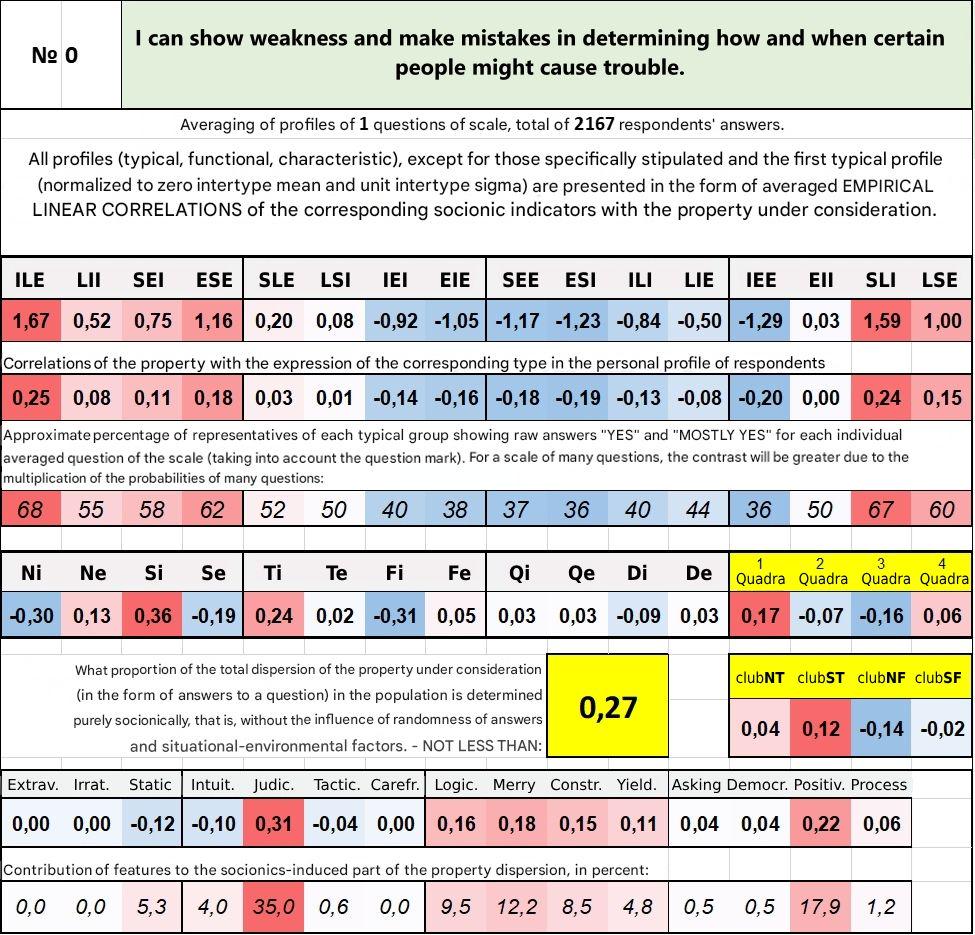 № 0
I can show weakness and make mistakes in determining how and when certain
people might cause trouble.
Averaging of profiles of 1 questions of scale, total of 2167 respondents' answers.
All profiles (typical, functional, characteristic), except for those specifically stipulated and the first typical profile
(normalized to zero intertype mean and unit intertype sigma) are presented in the form of averaged EMPIRICAL
LINEAR CORRELATIONS of the corresponding socionic indicators with the property under consideration.
ILE LII SEI ESE SLE LSI IEI EIE SEE ESI ILI LIE IEE EII SLI LSE
1,67 0,52 0,75 1,16 0,20 0,08 -0,92 -1,05 -1,17 -1,23 -0,84 -0,50 -1,29 0,03 1,59 1,00
Correlations of the property with the expression of the corresponding type in the personal profile of respondents
0,25 0,08 0,11 0,18 0,03 0,01 -0,14 -0,16 -0,18 -0,19 -0,13 -0,08 -0,20 0,00 0,24 0,15
Approximate percentage of representatives of each typical group showing raw answers "YES" and "MOSTLY YES" for each individual
averaged question of the scale (taking into account the question mark). For a scale of many questions, the contrast will be greater due to the
multiplication of the probabilities of many questions:
68 55 58 62 52 50 40 38 37 36 40 44 36 50 67 60
Ni Ne Si Se Ti Te Fi Fe Qi Qe Di De 1 Quadra 2 Quadra 3 Quadra 4 Quadra
-0,30 0,13 0,36 -0,19 0,24 0,02 -0,31 0,05 0,03 0,03 -0,09 0,03 0,17 -0,07 -0,16 0,06
What proportion of the total dispersion of the property under consideration
(in the form of answers to a question) in the population is determined
purely socionically, that is, without the influence of randomness of answers
and situational-environmental factors. - NOT LESS THAN:
0,27
clubNT clubST clubNF clubSF
0,04 0,12 -0,14 -0,02
Extrav. Irrat. Static Intuit. Judic. Tactic. Carefr. Logic. Merry Constr. Yield. Asking Democr. Positiv. Process
0,00 0,00 -0,12 -0,10 0,31 -0,04 0,00 0,16 0,18 0,15 0,11 0,04 0,04 0,22 0,06
Contribution of features to the socionics-induced part of the property dispersion, in percent:
0,0 0,0 5,3 4,0 35,0 0,6 0,0 9,5 12,2 8,5 4,8 0,5 0,5 17,9 1,2